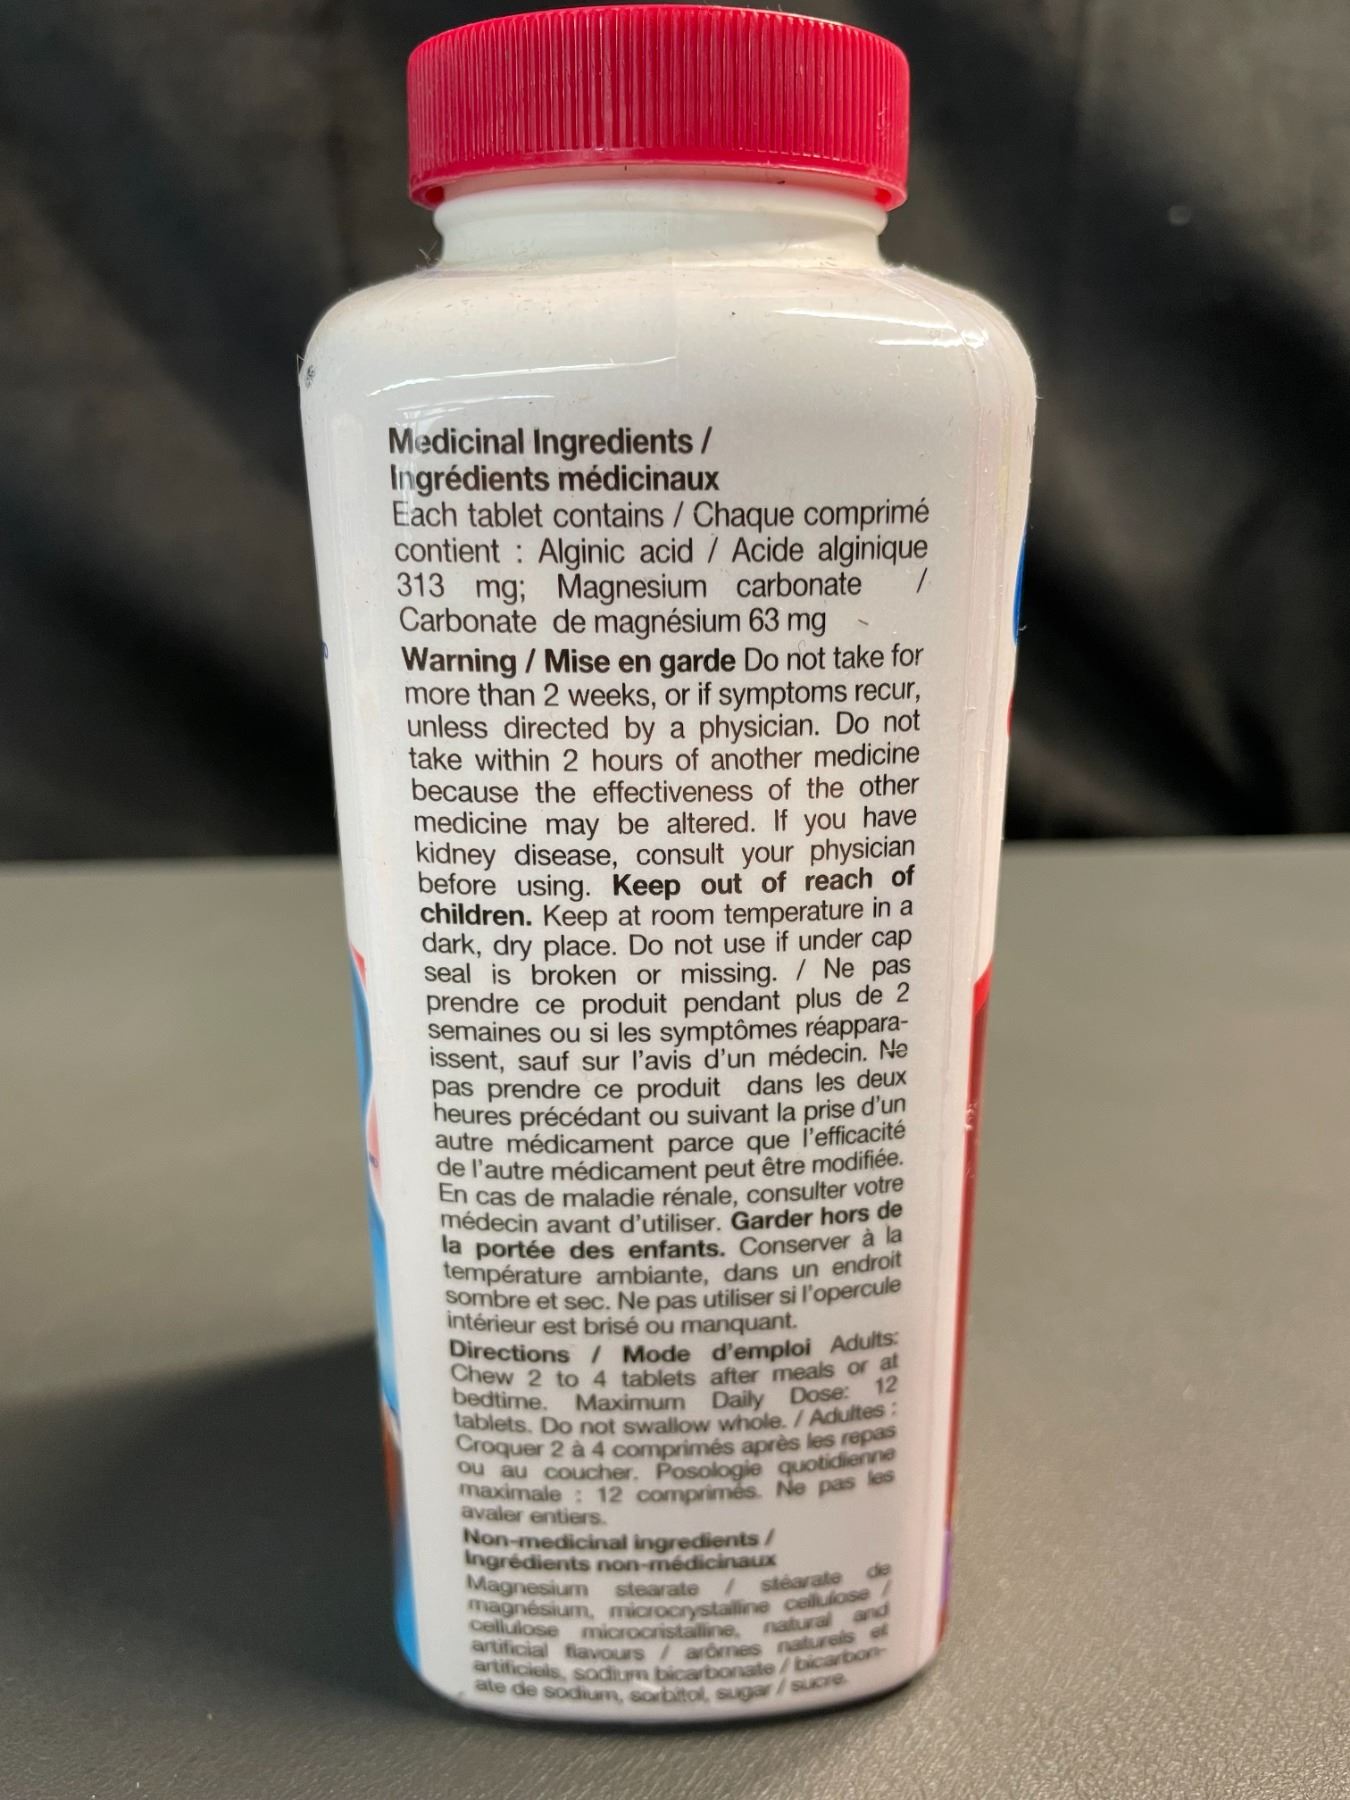 Medicinal Ingredients /
Ingrédients médicinaux
Each tablet contains / Chaque comprimé
contient : Alginic acid / Acide alginique
313 mg; Magnesium carbonate /
Carbonate de magnésium 63 mg
Warning / Mise en garde Do not take for
more than 2 weeks, or if symptoms recur,
unless directed by a physician. Do not
take within 2 hours of another medicine
because the effectiveness of the other
medicine may be altered. If you have
kidney disease, consult your physician
before using. Keep out of reach of
children. Keep at room temperature in a
dark, dry place. Do not use if under cap
seal is broken or missing. / Ne pas
prendre ce produit pendant plus de 2
semaines ou si les symptômes réappara-
issent, sauf sur l'avis d'un médecin. Ne
pas prendre ce produit dans les deux
heures précédant ou suivant la prise d'un
autre médicament parce que l'efficacité
de l'autre médicament peut être modifiée.
En cas de maladie rénale, consulter votre
médecin avant d'utiliser. Garder hors de
la portée des enfants. Conserver à la
température ambiante, dans un endroit
sombre et sec. Ne pas utiliser si l'opercule
intérieur est brisé ou manquant.
Directions / Mode d'emploi Adults:
Chew 2 to 4 tablets after meals or at
bedtime. Maximum Daily Dose: 12
tablets. Do not swallow whole. / Adultes :
Croquer 2 à 4 comprimés après les repas
ou au coucher. Posologie quotidienne
maximale : 12 comprimés. Ne pas les
avaler entiers.
Non-medicinal ingredients /
Ingrédients non-médicinaux
Magnesium stearate / stéarate de
magnésium, microcrystalline cellulose /
cellulose microcristalline, natural and
artificial flavours / arômes naturels et
artificiels, sodium bicarbonate / bicarbon-
ate de sodium, sorbitol, sugar / sucre.